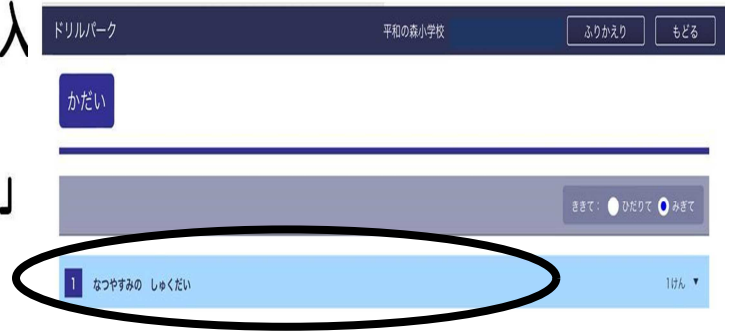 入
ドリルパーク 平和の森小学校 ふりかえり もどる
かだい
」
ききて： ひだりて みぎて
1 なつやすみの しゅくだい 1けん ▼